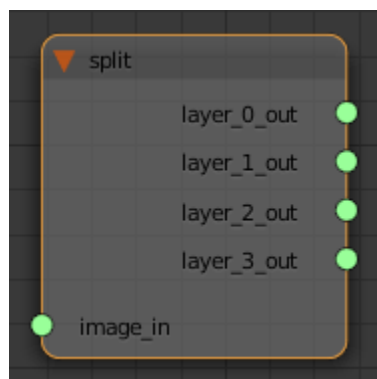 split
layer_0_out
layer_1_out
layer_2_out
layer_3_out
image_in